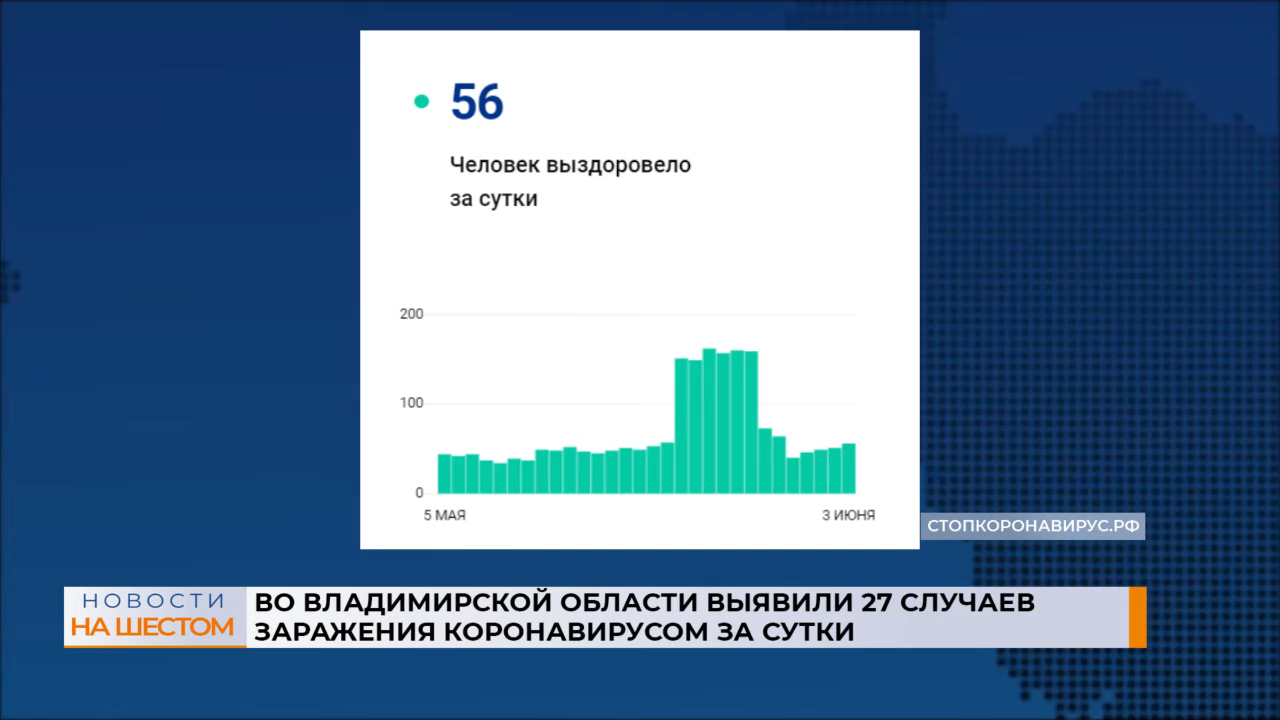 56
Человек выздоровело
за сутки
200
100
0
5 МАЯ
3 ИЮНЯ
СТОПКОРОНАВИРУС.РФ
НОВОСТИ
НА ШЕСТОМ
ВО ВЛАДИМИРСКОЙ ОБЛАСТИ ВЫЯВИЛИ 27 СЛУЧАЕВ
ЗАРАЖЕНИЯ КОРОНАВИРУСОМ ЗА СУТКИ